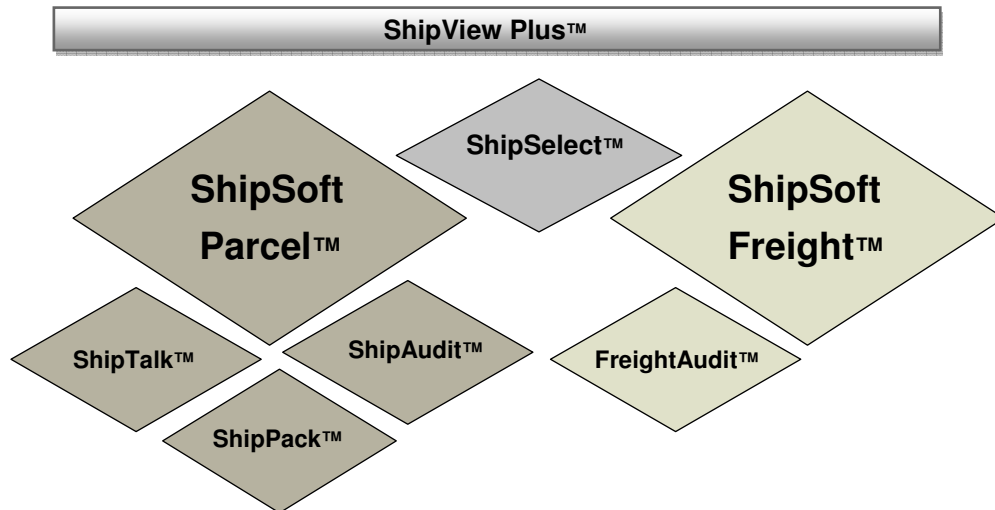 ShipView Plus™
ShipSelect™
ShipSoft
Parcel™
ShipSoft
Freight™
ShipTalk™
ShipAudit™
FreightAudit™
ShipPack™